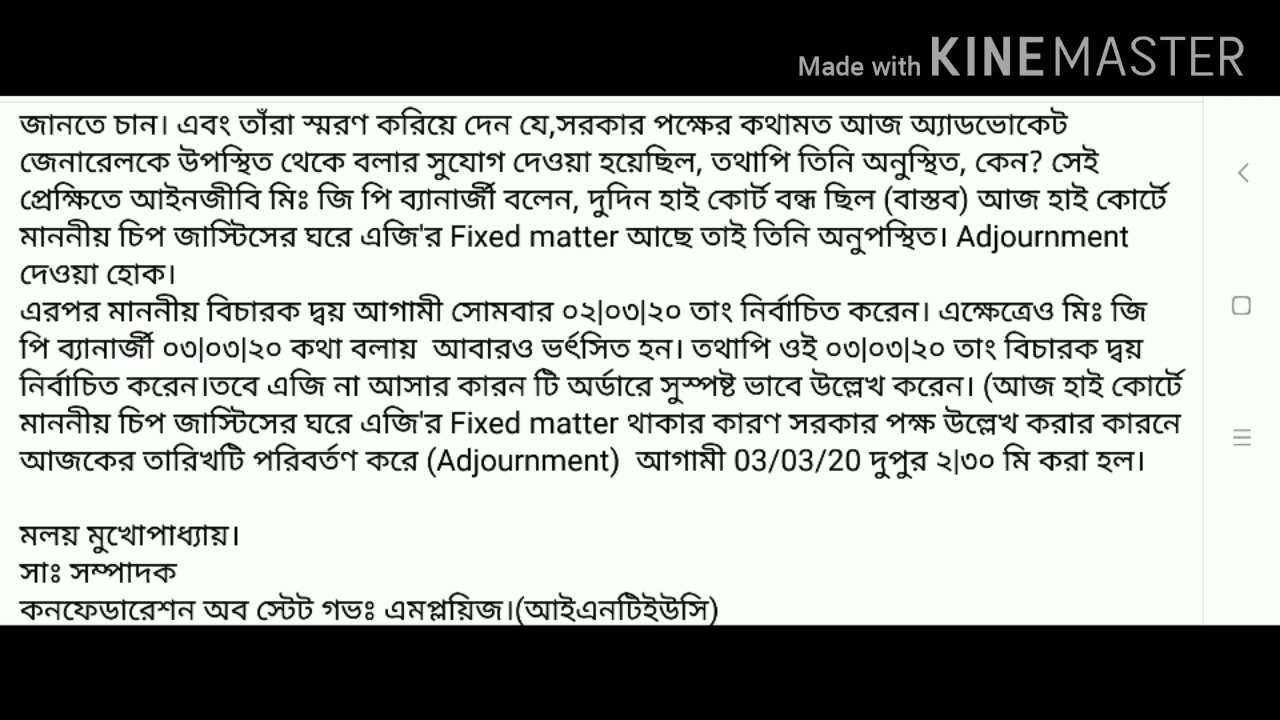 Made with KINEMASTER
জানতে চান। এবং তাঁরা স্মরণ করিয়ে দেন যে,সরকার পক্ষের কথামত আজ অ্যাডভোকেট
জেনারেলকে উপস্থিত থেকে বলার সুযোগ দেওয়া হয়েছিল, তথাপি তিনি অনুস্থিত, কেন? সেই
প্রেক্ষিতে আইনজীবি মিঃ জি পি ব্যানার্জী বলেন, দুদিন হাই কোর্ট বন্ধ ছিল (বাস্তব) আজ হাই কোর্টে
মাননীয় চিপ জাস্টিসের ঘরে এজি'র Fixed matter আছে তাই তিনি অনুপস্থিত। Adjournment
দেওয়া হোক।
এরপর মাননীয় বিচারক দ্বয় আগামী সোমবার ০২|০৩|২০ তাং নির্বাচিত করেন। এক্ষেত্রেও মিঃ জি
পি ব্যানার্জী ০৩|০৩|২০ কথা বলায় আবারও ভর্ৎসিত হন। তথাপি ওই ০৩|০৩|২০ তাং বিচারক দ্বয়
নির্বাচিত করেন।তবে এজি না আসার কারন টি অর্ডারে সুস্পষ্ট ভাবে উল্লেখ করেন। (আজ হাই কোর্টে
মাননীয় চিপ জাস্টিসের ঘরে এজি'র Fixed matter থাকার কারণ সরকার পক্ষ উল্লেখ করার কারনে
আজকের তারিখটি পরিবর্তণ করে (Adjournment) আগামী 03/03/20 দুপুর ২|৩০ মি করা হল।
মলয় মুখোপাধ্যায়।
সাঃ সম্পাদক
কনফেডারেশন অব স্টেট গভঃ এমপ্লয়িজ।(আইএনটিইউসি)